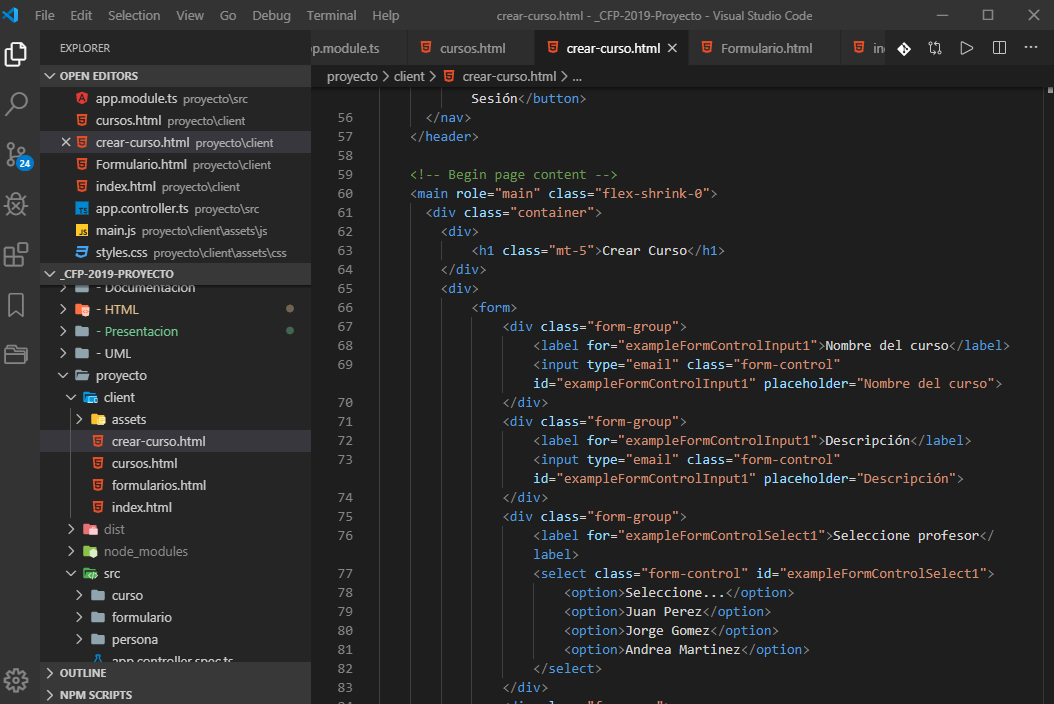 File Edit Selection View Go Debug Terminal Help crear-curso.html - _CFP-2019-Proyecto - Visual Studio Code
EXPLORER
OPEN EDITORS
app.module.ts proyecto\src
cursos.html proyecto\client
crear-curso.html proyecto\client
Formulario.html proyecto\client
index.html proyecto\client
app.controller.ts proyecto\src
main.js proyecto\client\assets\js
styles.css proyecto\client\assets\css
_CFP-2019-PROYECTO
- Documentacion
- HTML
- Presentacion
- UML
proyecto
client
assets
crear-curso.html
cursos.html
formularios.html
index.html
dist
node_modules
src
curso
formulario
persona
app.controller.spec.ts
OUTLINE
NPM SCRIPTS
24
p.module.ts cursos.html crear-curso.html Formulario.html in
proyecto > client > crear-curso.html > ...
Sesión</button>
56 </nav>
57 </header>
58
59 <!-- Begin page content -->
60 <main role="main" class="flex-shrink-0">
61 <div class="container">
62 <div>
63 <h1 class="mt-5">Crear Curso</h1>
64 </div>
65 <div>
66 <form>
67 <div class="form-group">
68 <label for="exampleFormControlInput1">Nombre del curso</label>
69 <input type="email" class="form-control"
id="exampleFormControlInput1" placeholder="Nombre del curso">
70 </div>
71 <div class="form-group">
72 <label for="exampleFormControlInput1">Descripción</label>
73 <input type="email" class="form-control"
id="exampleFormControlInput1" placeholder="Descripción">
74 </div>
75 <div class="form-group">
76 <label for="exampleFormControlSelect1">Seleccione profesor</
label>
77 <select class="form-control" id="exampleFormControlSelect1">
78 <option>Seleccione...</option>
79 <option>Juan Perez</option>
80 <option>Jorge Gomez</option>
81 <option>Andrea Martinez</option>
82 </select>
83 </div>